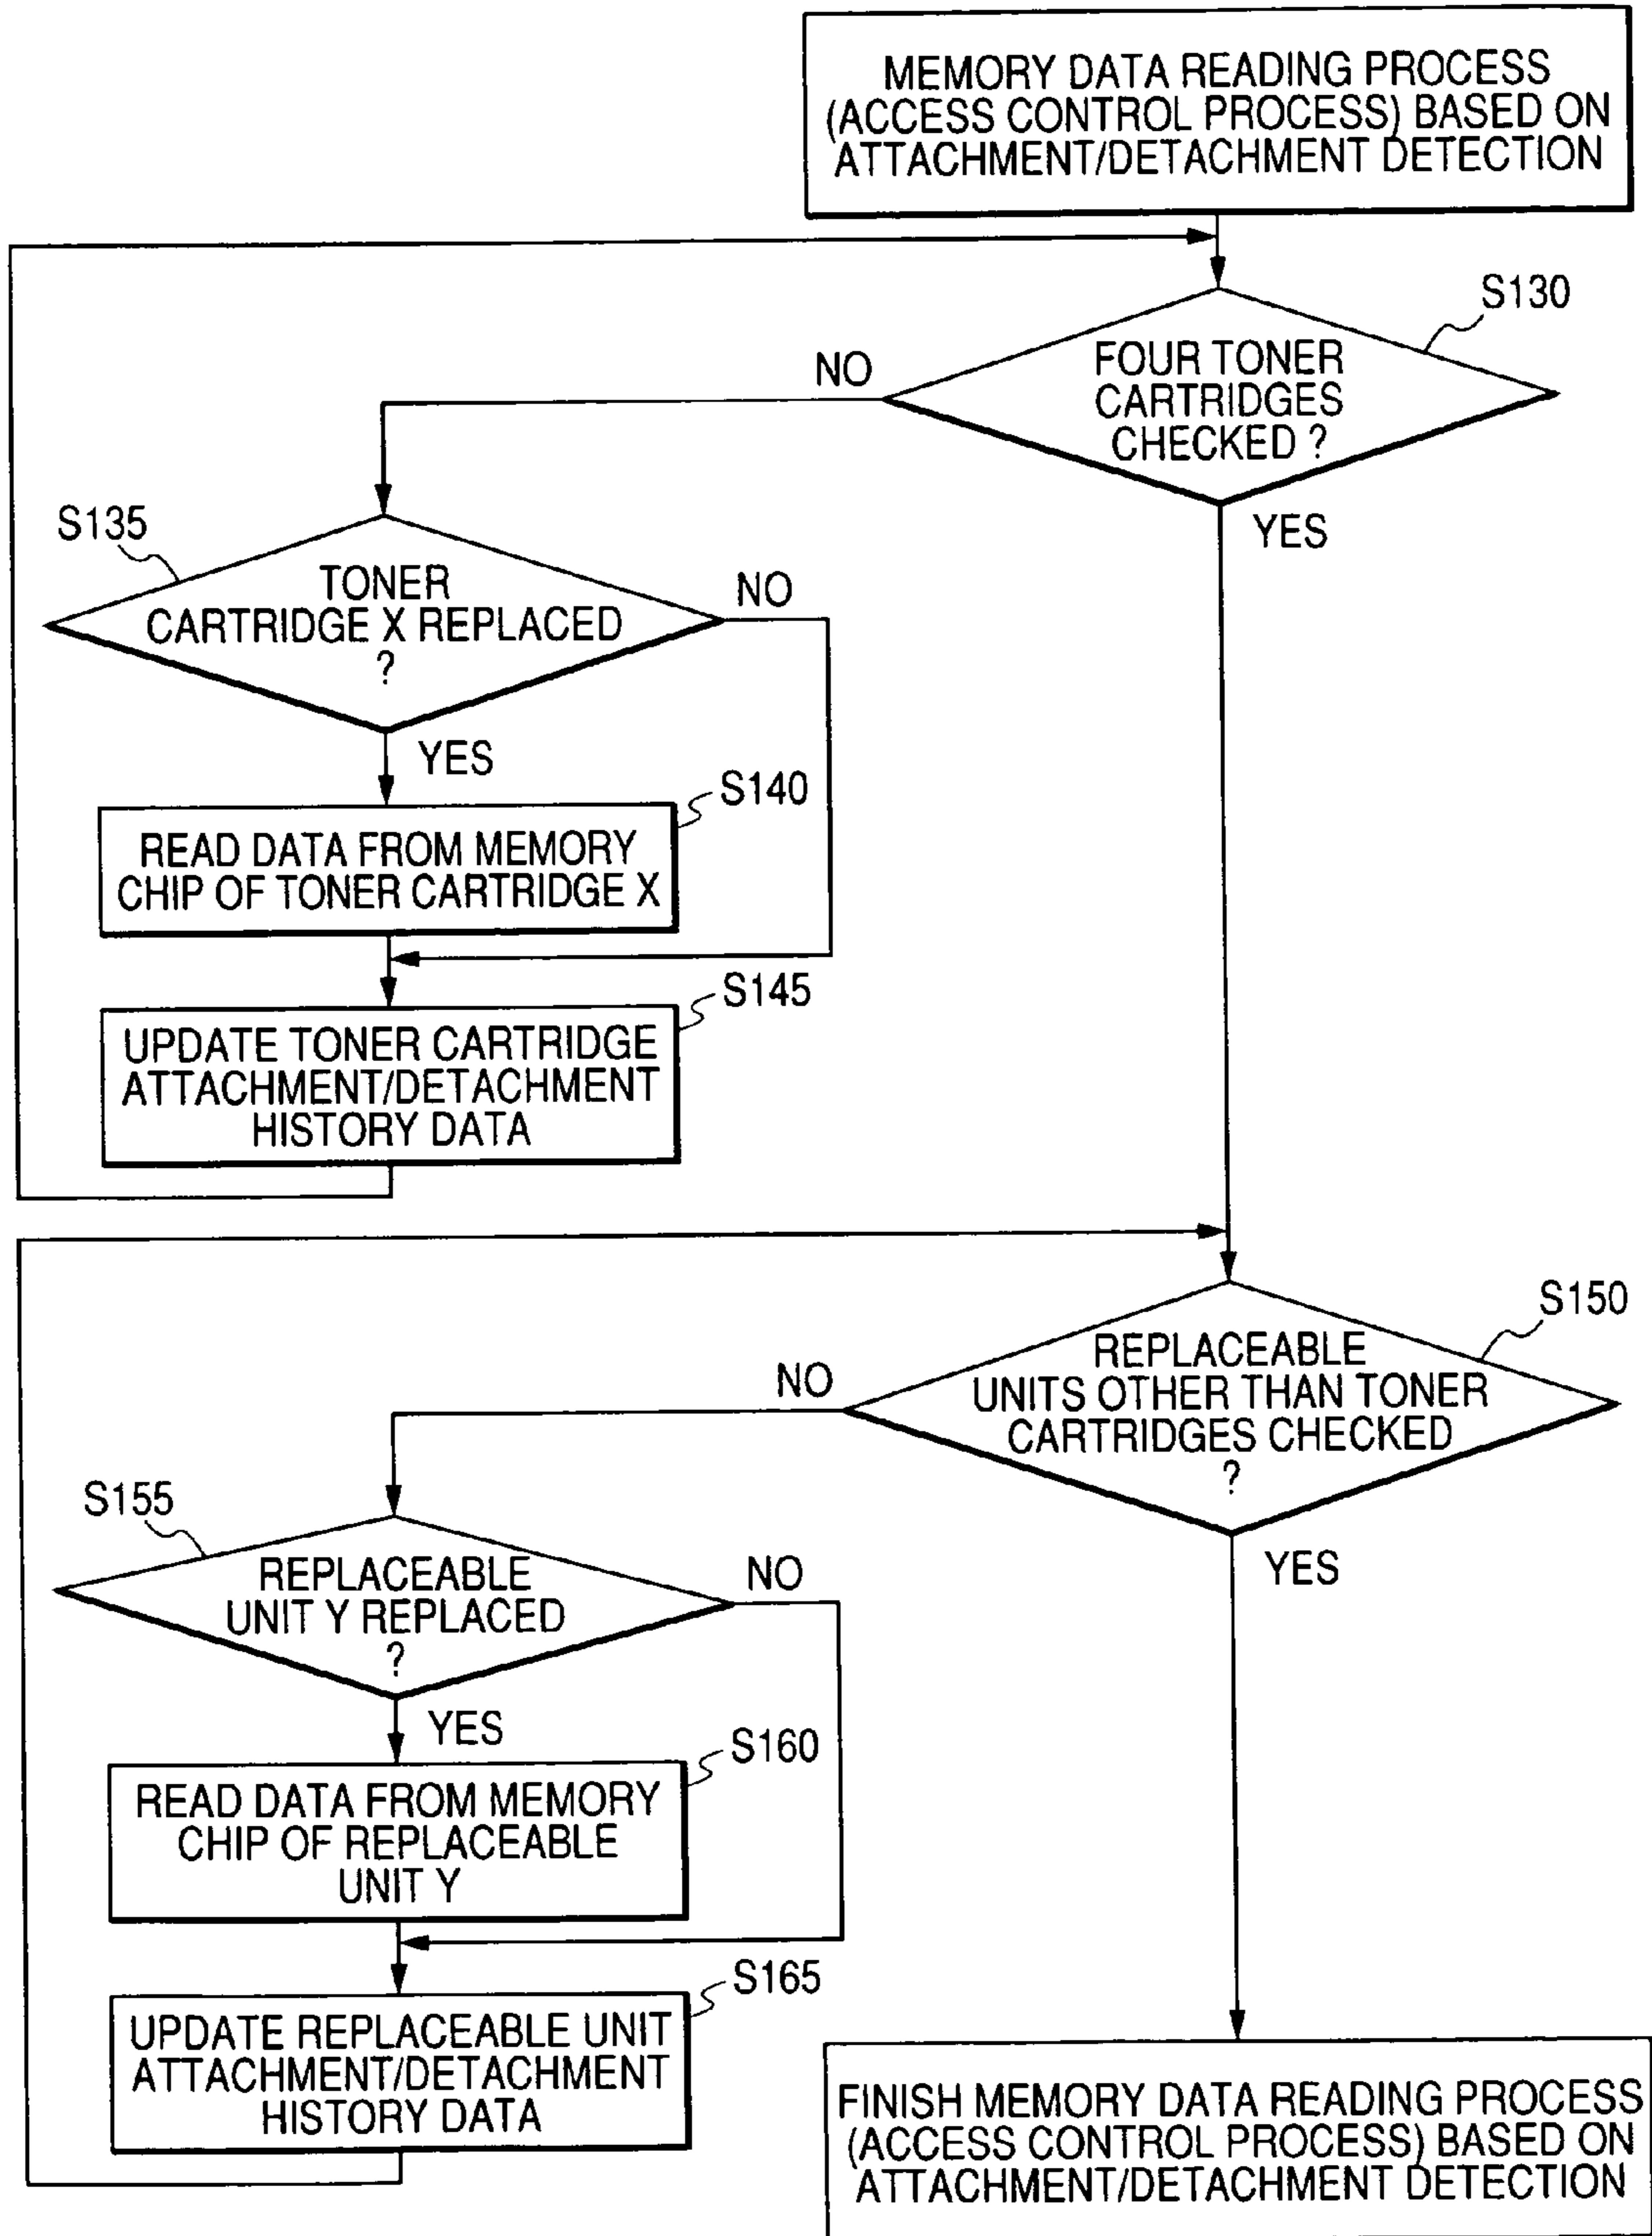 MEMORY DATA READING PROCESS
(ACCESS CONTROL PROCESS) BASED ON
ATTACHMENT/DETACHMENT DETECTION
S130
FOUR TONER
CARTRIDGES
CHECKED ?
NO
YES
S135
TONER
CARTRIDGE X REPLACED
?
NO
YES
S140
READ DATA FROM MEMORY
CHIP OF TONER CARTRIDGE X
S145
UPDATE TONER CARTRIDGE
ATTACHMENT/DETACHMENT
HISTORY DATA
S150
REPLACEABLE
UNITS OTHER THAN TONER
CARTRIDGES CHECKED
?
NO
YES
S155
REPLACEABLE
UNIT Y REPLACED
?
NO
YES
S160
READ DATA FROM MEMORY
CHIP OF REPLACEABLE
UNIT Y
S165
UPDATE REPLACEABLE UNIT
ATTACHMENT/DETACHMENT
HISTORY DATA
FINISH MEMORY DATA READING PROCESS
(ACCESS CONTROL PROCESS) BASED ON
ATTACHMENT/DETACHMENT DETECTION